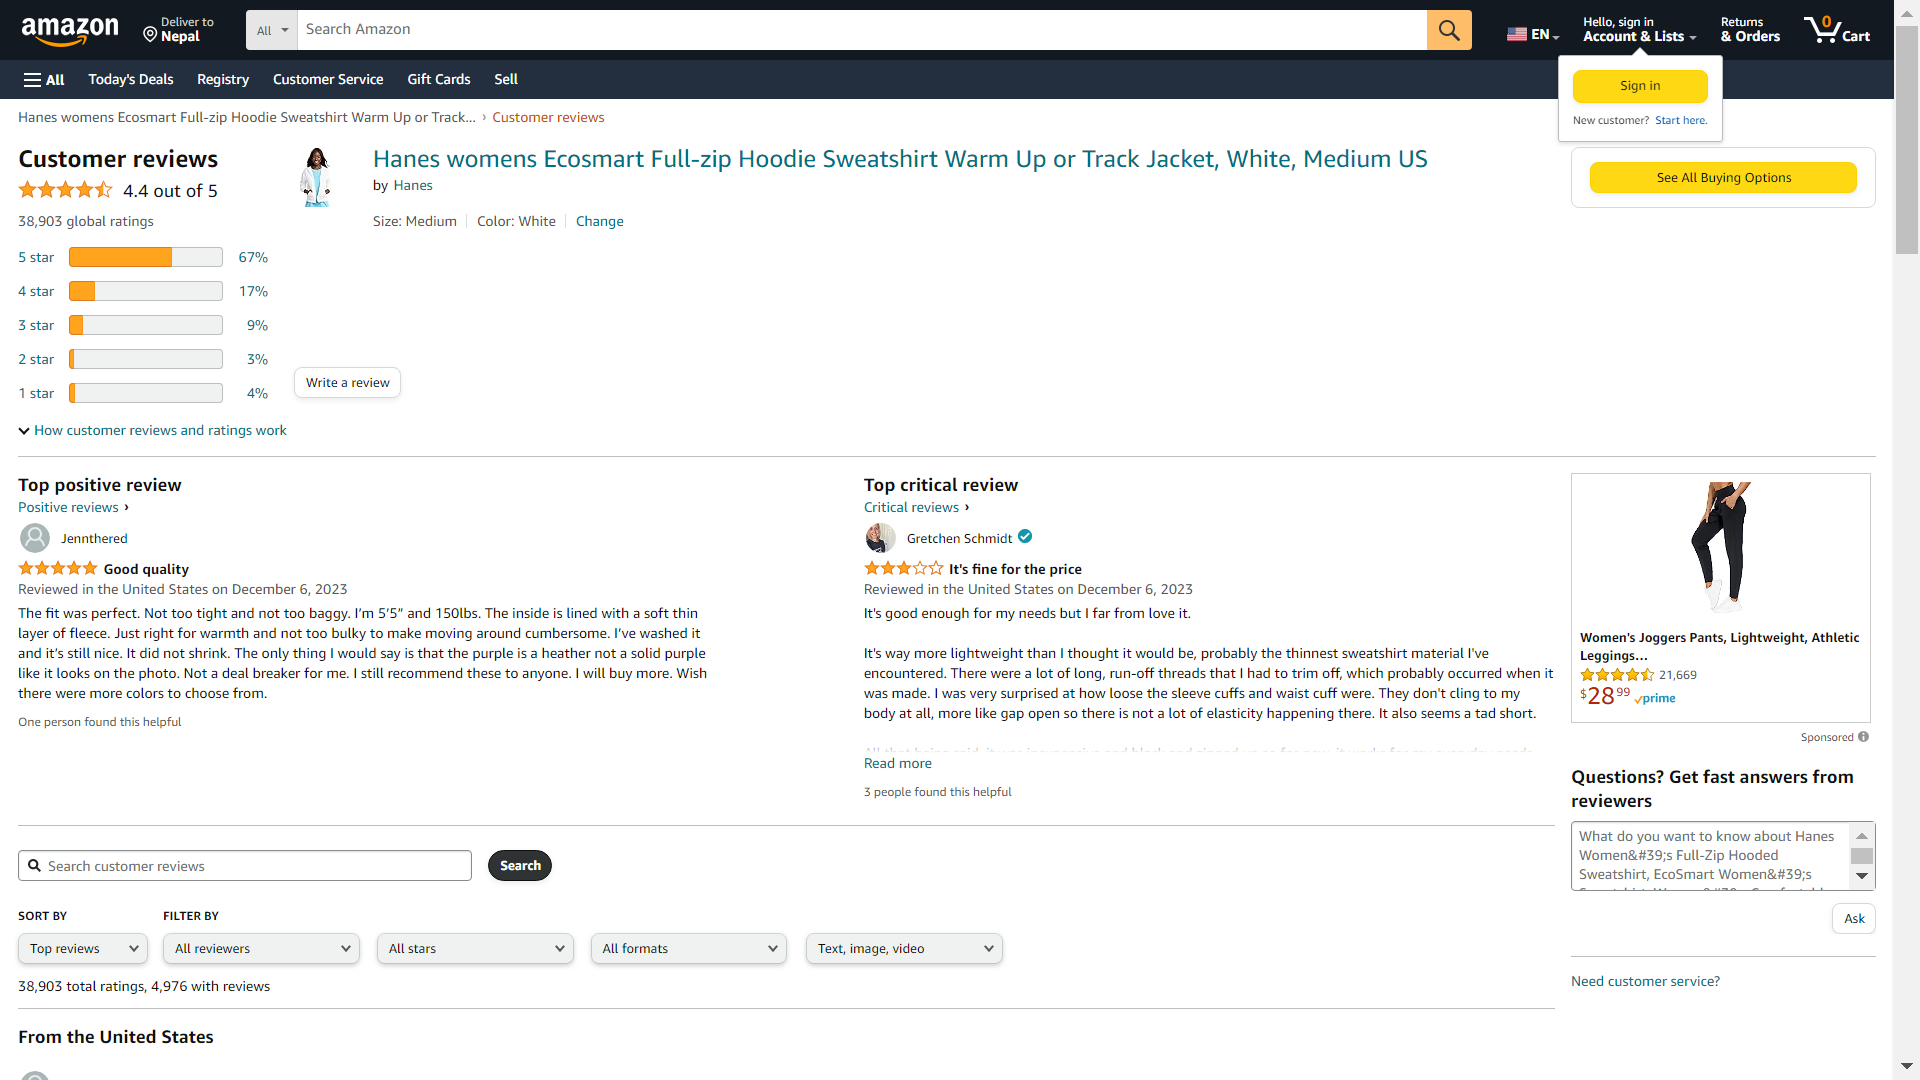 amazon
Deliver to
Nepal
All
Search Amazon
EN
Hello, sign in
Account & Lists
Returns
& Orders
0
Cart
All
Today's Deals
Registry
Customer Service
Gift Cards
Sell
Sign in
New customer? Start here.
Hanes womens Ecosmart Full-zip Hoodie Sweatshirt Warm Up or Track... › Customer reviews
Customer reviews
4.4 out of 5
38,903 global ratings
5 star 67%
4 star 17%
3 star 9%
2 star 3%
1 star 4%
How customer reviews and ratings work
Hanes womens Ecosmart Full-zip Hoodie Sweatshirt Warm Up or Track Jacket, White, Medium US
by Hanes
Size: Medium | Color: White | Change
Write a review
See All Buying Options
Top positive review
Positive reviews ›
Jennthered
Good quality
Reviewed in the United States on December 6, 2023
The fit was perfect. Not too tight and not too baggy. I’m 5’5” and 150lbs. The inside is lined with a soft thin
layer of fleece. Just right for warmth and not too bulky to make moving around cumbersome. I’ve washed it
and it’s still nice. It did not shrink. The only thing I would say is that the purple is a heather not a solid purple
like it looks on the photo. Not a deal breaker for me. I still recommend these to anyone. I will buy more. Wish
there were more colors to choose from.
One person found this helpful
Top critical review
Critical reviews ›
Gretchen Schmidt
It's fine for the price
Reviewed in the United States on December 6, 2023
It's good enough for my needs but I far from love it.
It's way more lightweight than I thought it would be, probably the thinnest sweatshirt material I've
encountered. There were a lot of long, run-off threads that I had to trim off, which probably occurred when it
was made. I was very surprised at how loose the sleeve cuffs and waist cuff were. They don't cling to my
body at all, more like gap open so there is not a lot of elasticity happening there. It also seems a tad short.
Read more
3 people found this helpful
Women's Joggers Pants, Lightweight, Athletic
Leggings...
21,669
$28.99 prime
Sponsored
Questions? Get fast answers from
reviewers
What do you want to know about Hanes
Women&#39;s Full-Zip Hooded
Sweatshirt, EcoSmart Women&#39;s
Ask
Need customer service?
Search customer reviews
Search
SORT BY
FILTER BY
Top reviews
All reviewers
All stars
All formats
Text, image, video
38,903 total ratings, 4,976 with reviews
From the United States